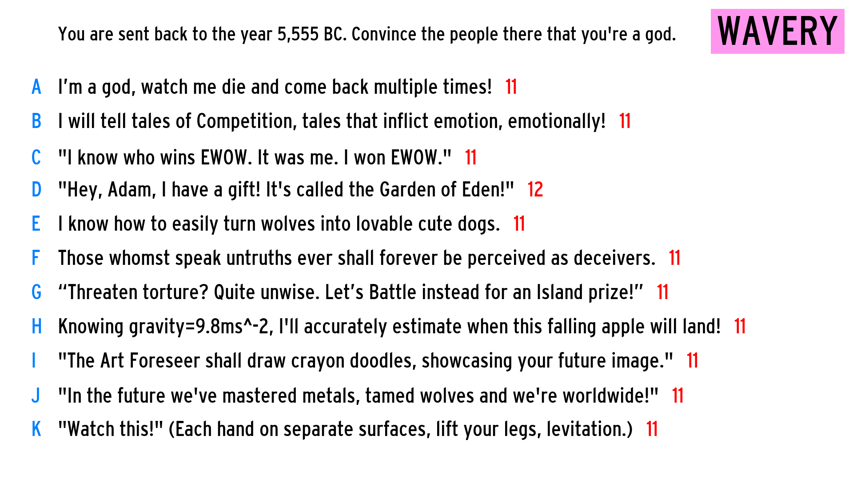 You are sent back to the year 5,555 BC. Convince the people there that you're a god.
WAVERY
A I’m a god, watch me die and come back multiple times! 11
B I will tell tales of Competition, tales that inflict emotion, emotionally! 11
C "I know who wins EWOW. It was me. I won EWOW." 11
D "Hey, Adam, I have a gift! It's called the Garden of Eden!" 12
E I know how to easily turn wolves into lovable cute dogs. 11
F Those whomst speak untruths ever shall forever be perceived as deceivers. 11
G “Threaten torture? Quite unwise. Let’s Battle instead for an Island prize!” 11
H Knowing gravity=9.8ms^-2, I'll accurately estimate when this falling apple will land! 11
I "The Art Foreseer shall draw crayon doodles, showcasing your future image." 11
J "In the future we've mastered metals, tamed wolves and we're worldwide!" 11
K "Watch this!" (Each hand on separate surfaces, lift your legs, levitation.) 11